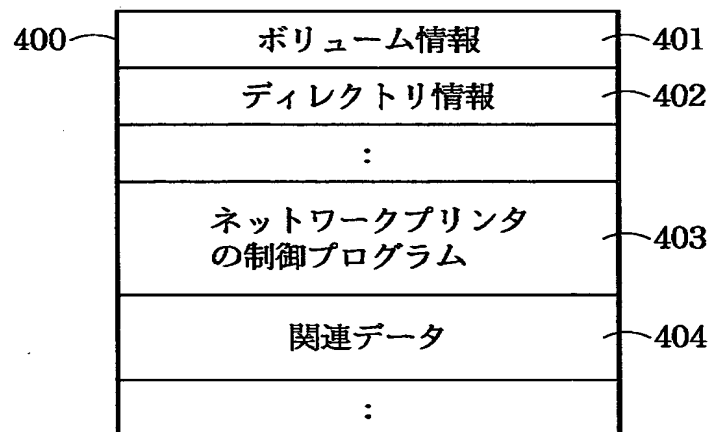 400
ボリューム情報 401
ディレクトリ情報 402
:
ネットワークプリンタ
の制御プログラム 403
関連データ 404
: